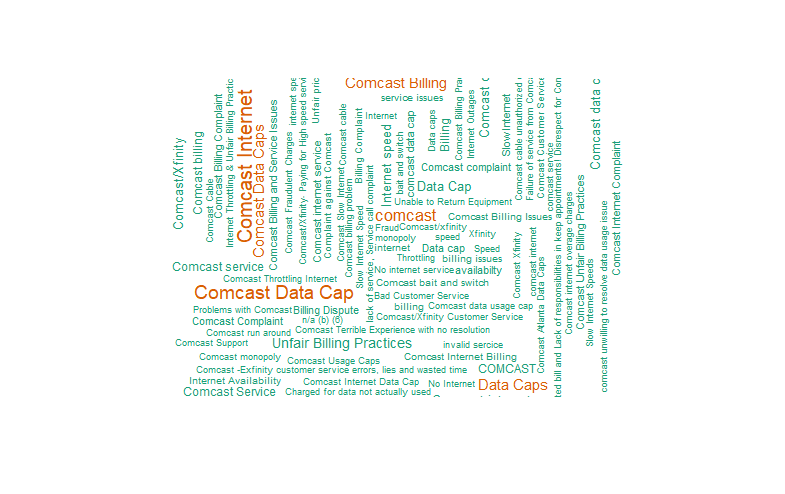 Comcast Billing
service issues
Internet
Comcast/Xfinity
Comcast billing
Comcast Cable
Comcast Billing Complaint
Internet Throttling & Unfair Billing Practic
Comcast Internet
Comcast Data Caps
Comcast Billing and Service Issues
Comcast Fraudulent Charges
internet spe
Comcast/Xfinity- Paying for High speed servi
Unfair pric
Comcast internet service
Complaint against Comcast
Comcast cable
Comcast Slow Internet
Comcast billing problem
Billing Complaint
Slow Internet Speed
lack of service , Service call complaint
Internet speed
bait and switch
comcast data cap
Data caps
Billing
Comcast Billing Pra
Internet Outages
Comcast c
Slow Internet
Comcast cable unauthorized
Failure of service from Comca
Comcast Customer Service
comcast service
ted bill and Lack of responsibilities in keep appointments! Disrespect for Con
Comcast data c
Comcast Internet Complaint
Comcast complaint
Data Cap
Unable to Return Equipment
comcast
Comcast Billing Issues
Fraud
Comcast/xfinity
monopoly
speed
Xfinity
internet
Data cap
Speed
Throttling
billing issues
No internet service
availabilty
Comcast Xfinity
comcast internet
Comcast Atlanta Data Caps
Comcast internet overage charges
Comcast Unfair Billing Practices
Slow Internet Speeds
comcast unwilling to resolve data usage issue
Comcast service
Comcast Throttling Internet
Comcast bait and switch
Comcast Data Cap
Bad Customer Service
billing
Comcast data usage cap
Problems with Comcast
Billing Dispute
Comcast/Xfinity Customer Service
Comcast Complaint
n/a (b) (6)
Comcast run around
Comcast Terrible Experience with no resolution
Comcast Support
Unfair Billing Practices
invalid sercice
Comcast monopoly
Comcast Usage Caps
Comcast Internet Billing
Comcast -Exfinity customer service errors, lies and wasted time
COMCAST
Internet Availability
Comcast Internet Data Cap
No Internet
Data Caps
Comcast Service
Charged for data not actually used